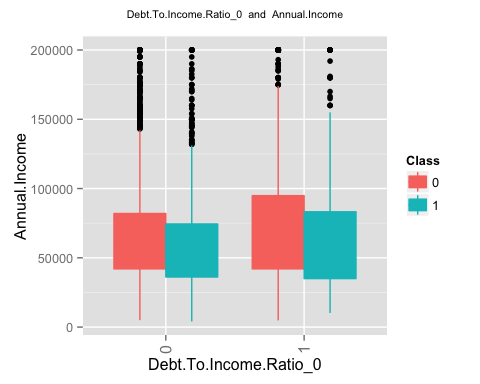 Debt.To.Income.Ratio_0 and Annual.Income
200000
150000
100000
50000
0
Annual.Income
0
1
Debt.To.Income.Ratio_0
Class
0
1